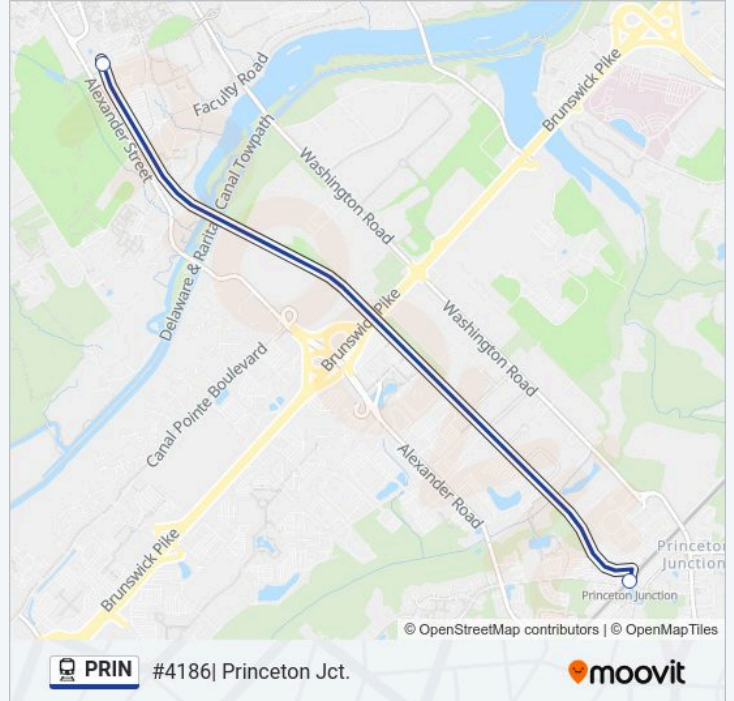 Faculty Road
Brunswick Pike
Alexander Street
Delaware & Raritan Canal Towpath
Washington Road
Brunswick Pike
Washington Road
Canal Pointe Boulevard
Alexander Road
Brunswick Pike
Princeton
Junction
Princeton Junction
© OpenStreetMap contributors | © OpenMapTiles
PRIN #4186| Princeton Jct.
moovit